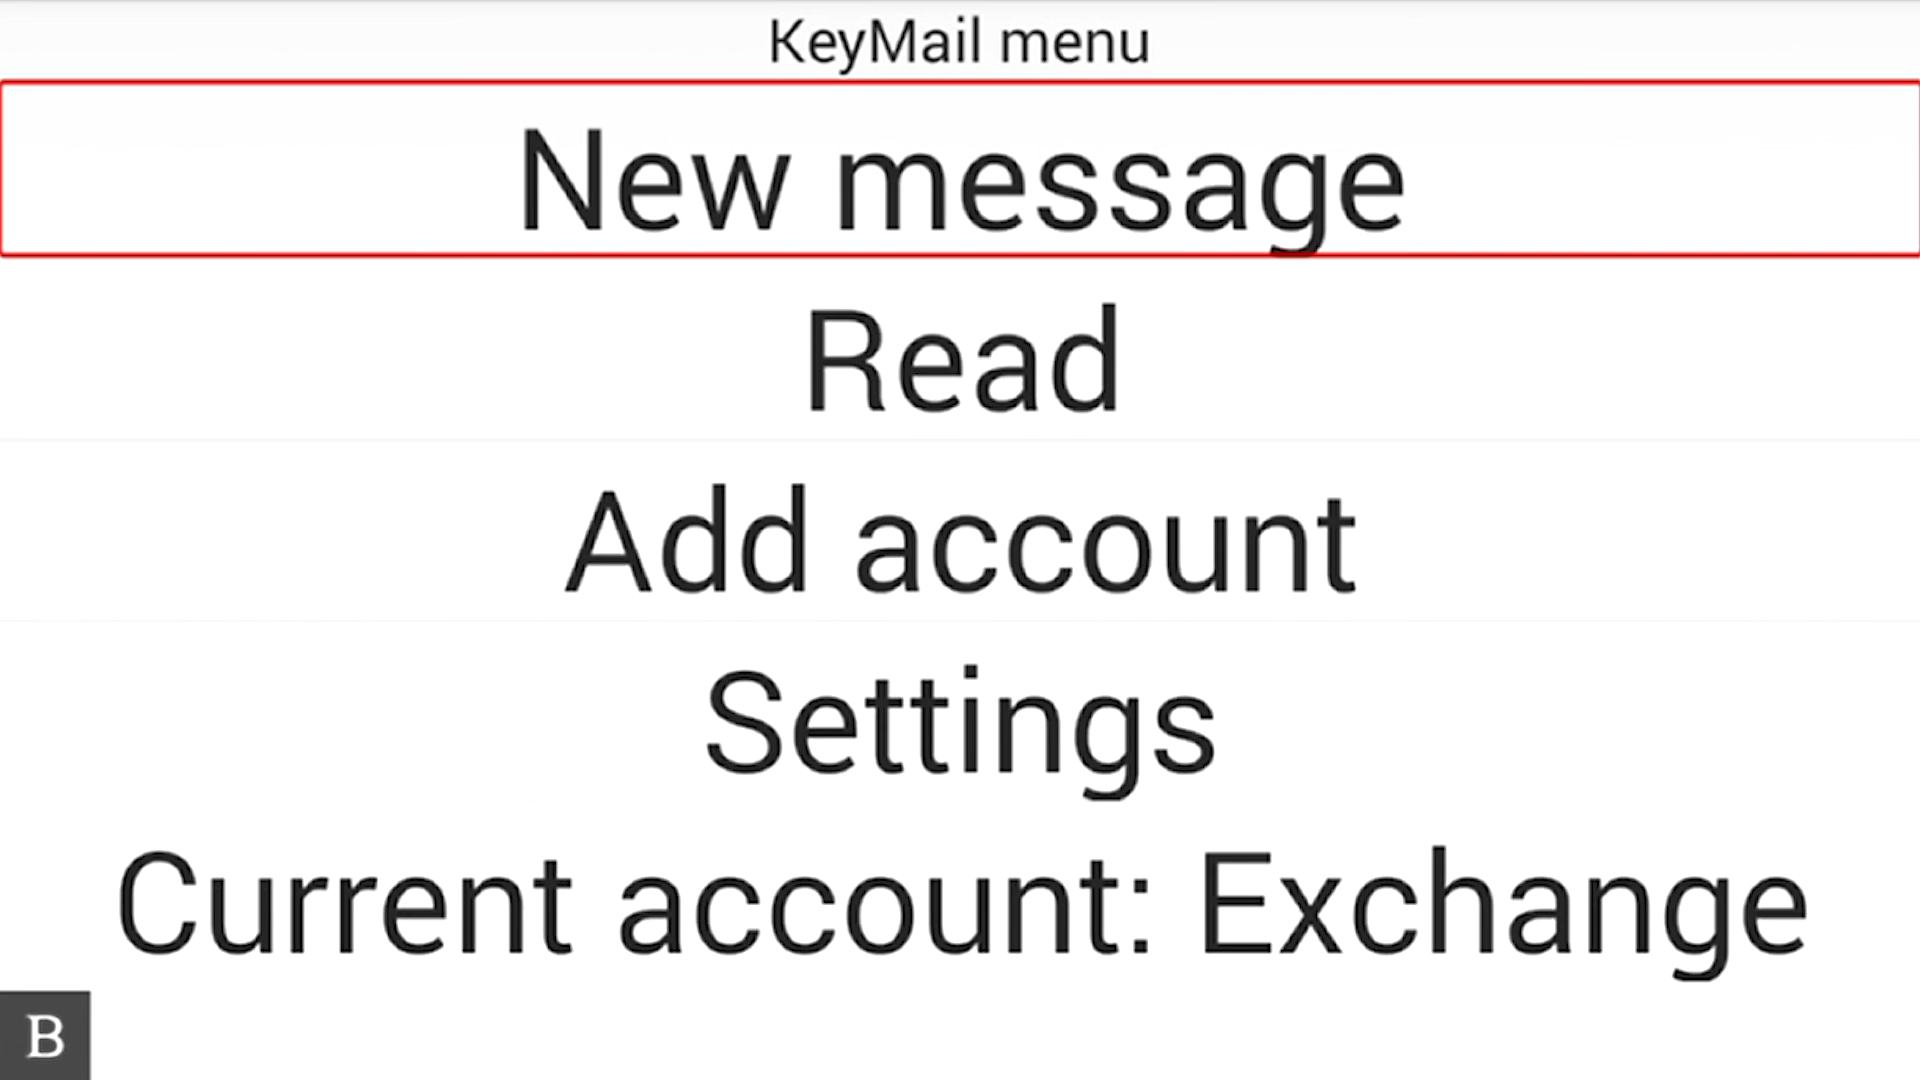 KeyMail menu
New message
Read
Add account
Settings
Current account: Exchange
B